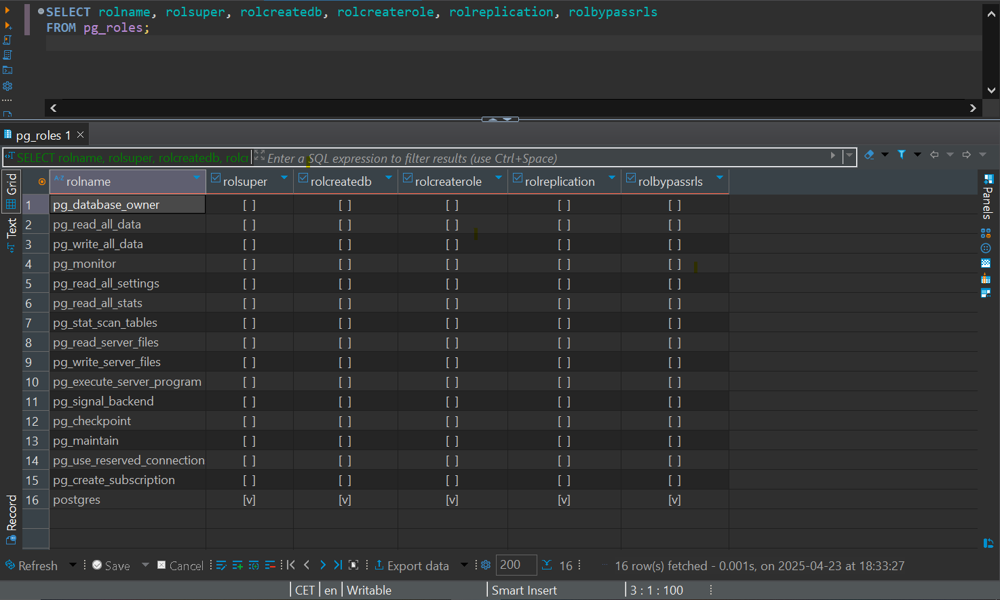 SELECT rolname, rolsuper, rolcreatedb, rolcreaterole, rolreplication, rolbypassrls
FROM pg_roles;
pg_roles 1
SELECT rolname, rolsuper, rolcreatedb, rolcr
Enter a SQL expression to filter results (use Ctrl+Space)
Grid
Text
Record
Panels
A-Z rolname rolsuper rolcreatedb rolcreaterole rolreplication rolbypassrls
1 pg_database_owner [ ] [ ] [ ] [ ] [ ]
2 pg_read_all_data [ ] [ ] [ ] [ ] [ ]
3 pg_write_all_data [ ] [ ] [ ] [ ] [ ]
4 pg_monitor [ ] [ ] [ ] [ ] [ ]
5 pg_read_all_settings [ ] [ ] [ ] [ ] [ ]
6 pg_read_all_stats [ ] [ ] [ ] [ ] [ ]
7 pg_stat_scan_tables [ ] [ ] [ ] [ ] [ ]
8 pg_read_server_files [ ] [ ] [ ] [ ] [ ]
9 pg_write_server_files [ ] [ ] [ ] [ ] [ ]
10 pg_execute_server_program [ ] [ ] [ ] [ ] [ ]
11 pg_signal_backend [ ] [ ] [ ] [ ] [ ]
12 pg_checkpoint [ ] [ ] [ ] [ ] [ ]
13 pg_maintain [ ] [ ] [ ] [ ] [ ]
14 pg_use_reserved_connection [ ] [ ] [ ] [ ] [ ]
15 pg_create_subscription [ ] [ ] [ ] [ ] [ ]
16 postgres [v] [v] [v] [v] [v]
Refresh Save Cancel Export data 200 16 16 row(s) fetched - 0.001s, on 2025-04-23 at 18:33:27
CET en Writable Smart Insert 3 : 1 : 100